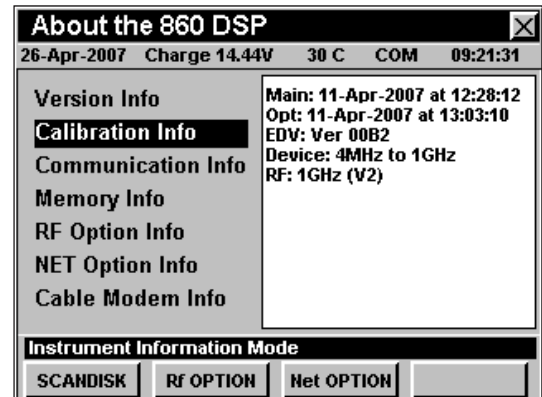 About the 860 DSP
26-Apr-2007 Charge 14.44V 30 C COM 09:21:31
Version Info
Calibration Info
Communication Info
Memory Info
RF Option Info
NET Option Info
Cable Modem Info
Main: 11-Apr-2007 at 12:28:12
Opt: 11-Apr-2007 at 13:03:10
EDV: Ver 00B2
Device: 4MHz to 1GHz
RF: 1GHz (V2)
Instrument Information Mode
SCANDISK Rf OPTION Net OPTION